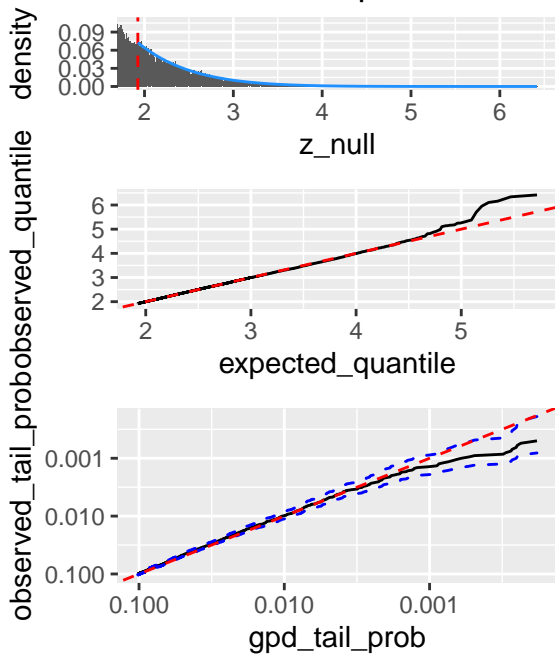 density
0.09
0.06
0.03
0.00
2 3 4 5 6
z_null
observed_quantile
6
5
4
3
2
2 3 4 5
expected_quantile
observed_tail_prob
0.001
0.010
0.100
0.100 0.010 0.001
gpd_tail_prob